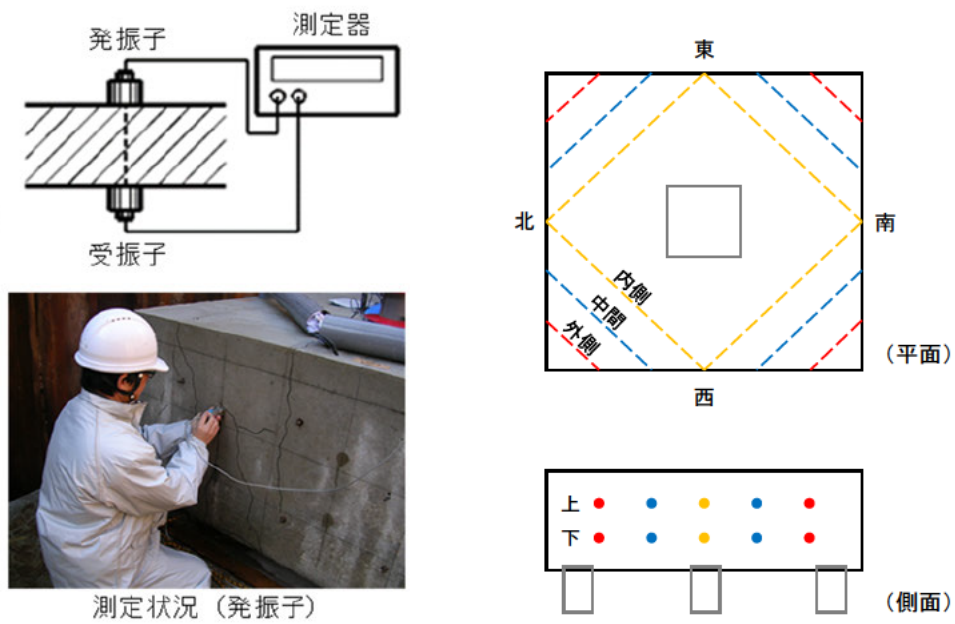 測定器
発振子
受振子
測定状況（発振子）
東
北
南
内側
中間
外側
（平面）
西
上
下
（側面）